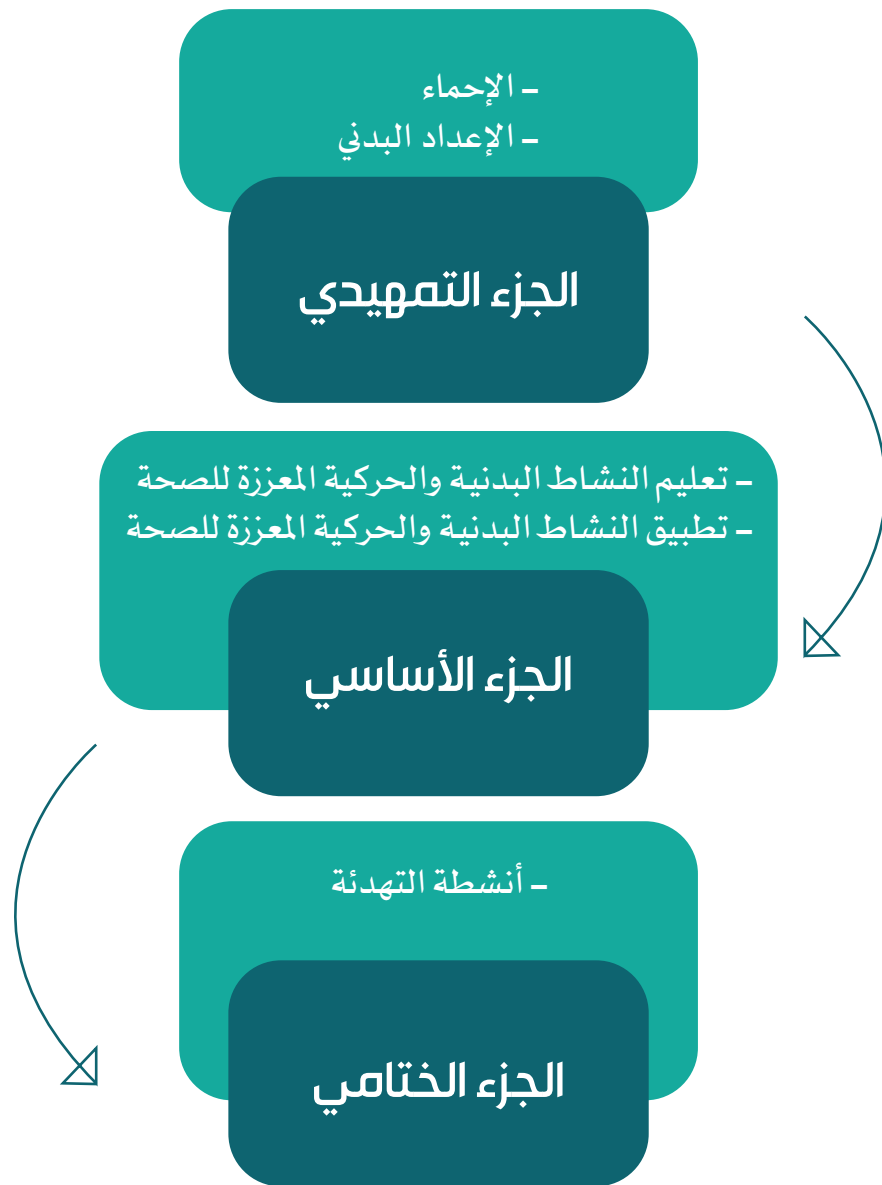 – الإحماء
– الإعداد البدني
الجزء التمهيدي
– تعليم النشاط البدنية والحركية المعززة للصحة
– تطبيق النشاط البدنية والحركية المعززة للصحة
الجزء الأساسي
– أنشطة التهدئة
الجزء الختامي